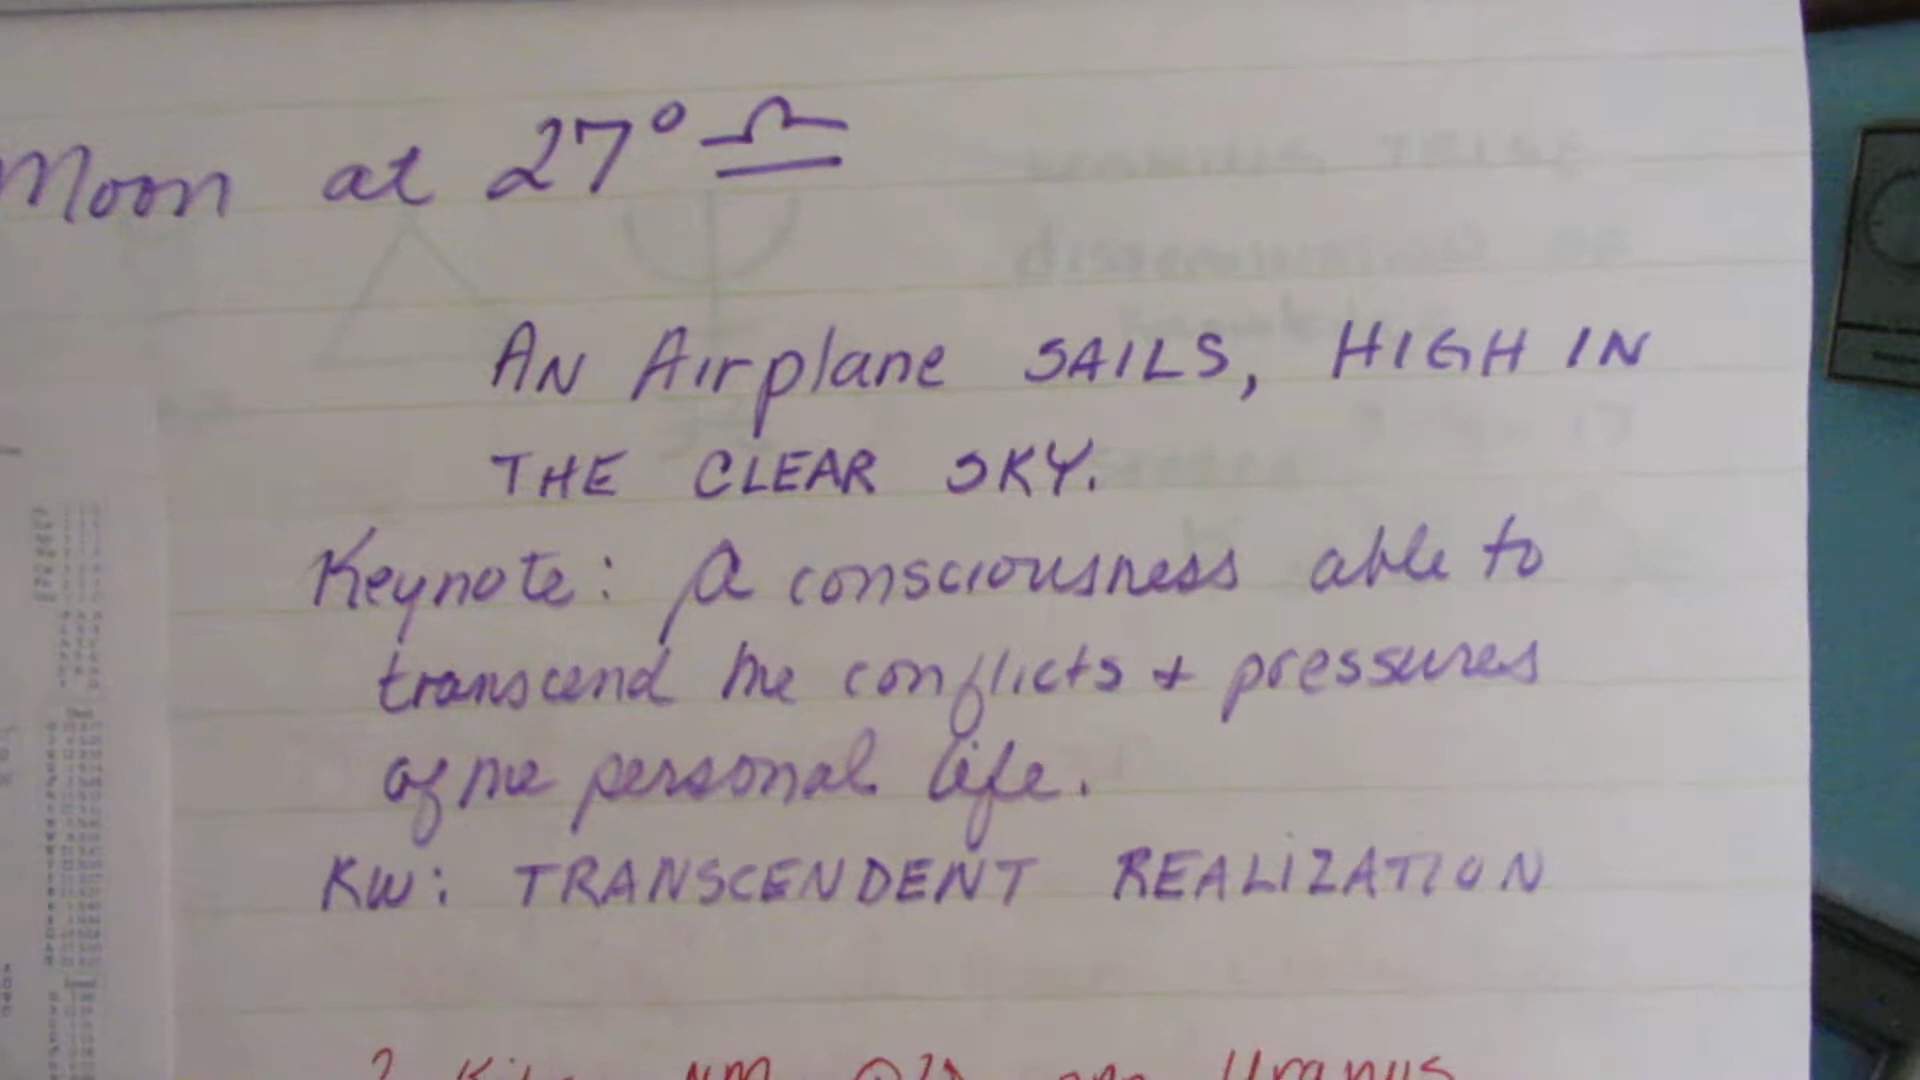 Moon at 27° ♎
AN Airplane SAILS, HIGH IN
THE CLEAR SKY.
Keynote: A consciousness able to
transcend the conflicts + pressures
of the personal life.
KW: TRANSCENDENT REALIZATION
Uranus